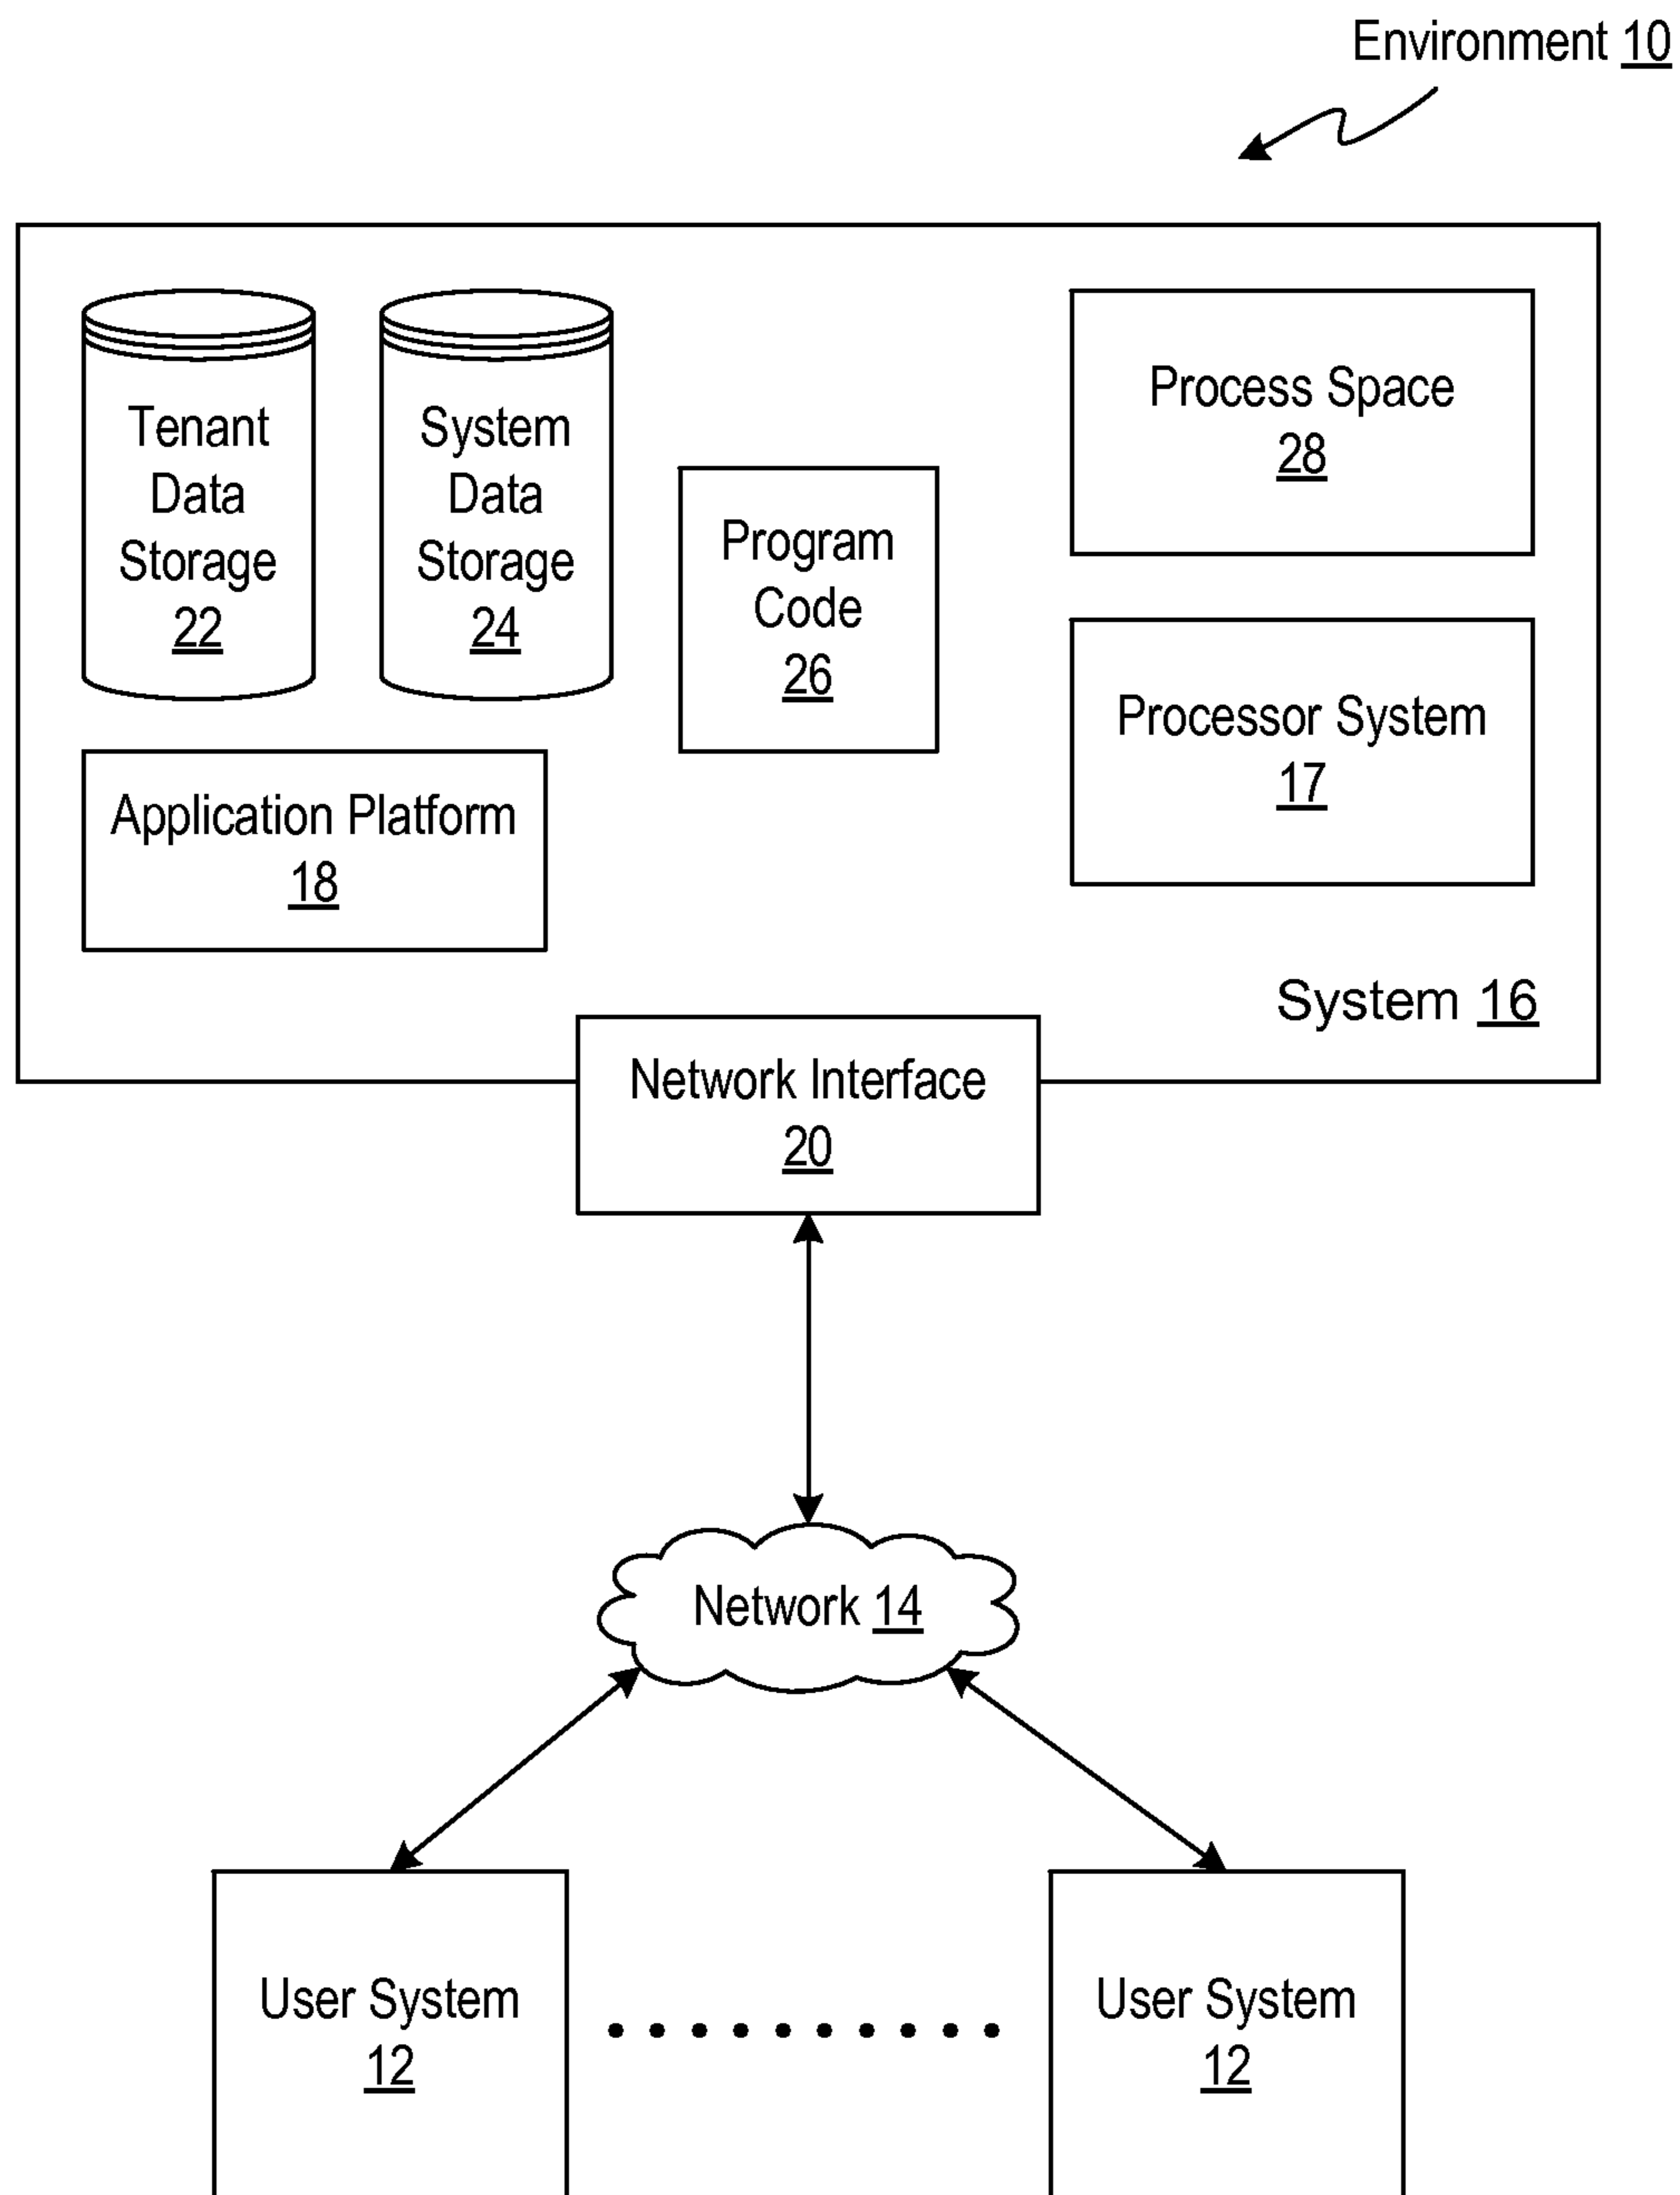 Environment 10
Tenant
Data
Storage
22
System
Data
Storage
24
Program
Code
26
Process Space
28
Processor System
17
Application Platform
18
System 16
Network Interface
20
Network 14
User System
12
User System
12